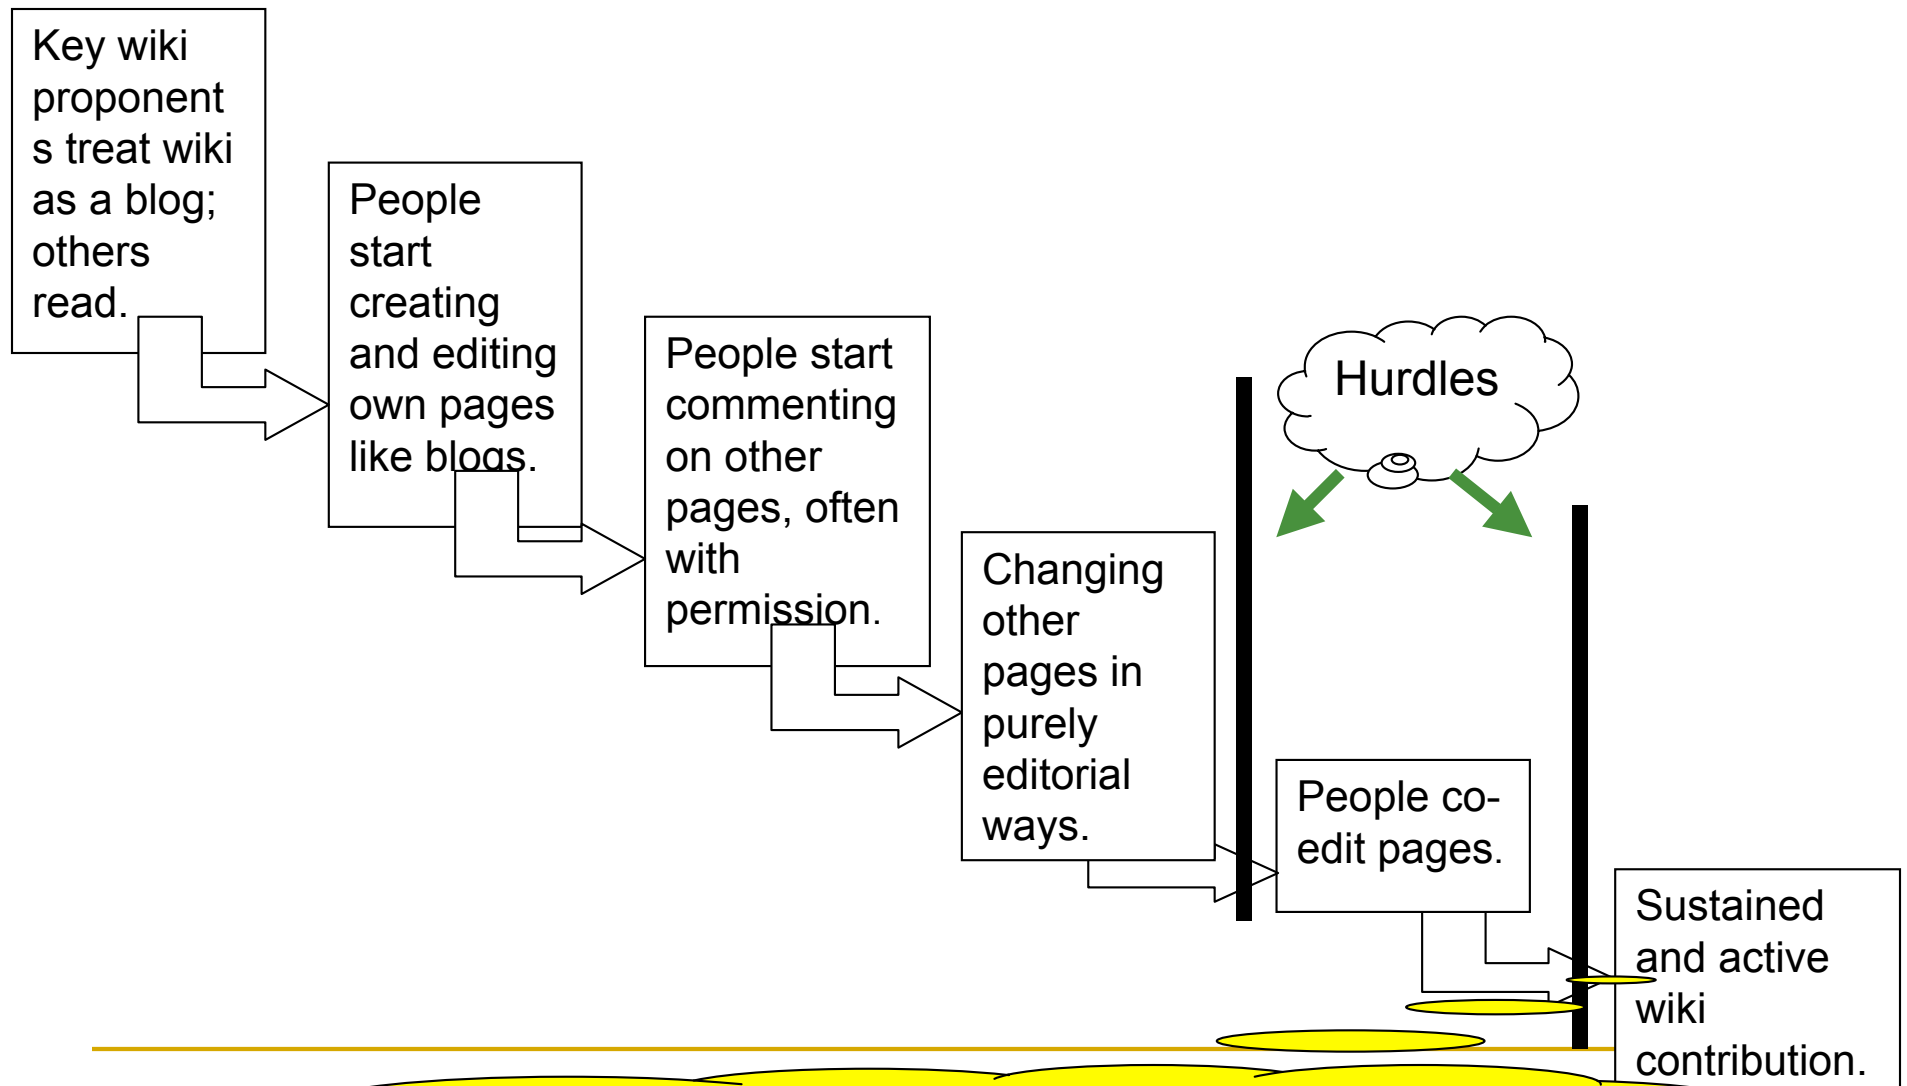 Key wiki
proponent
s treat wiki
as a blog;
others
read.
People
start
creating
and editing
own pages
like blogs.
People start
commenting
on other
pages, often
with
permission.
Changing
other
pages in
purely
editorial
ways.
Hurdles
People co-
edit pages.
Sustained
and active
wiki
contribution.